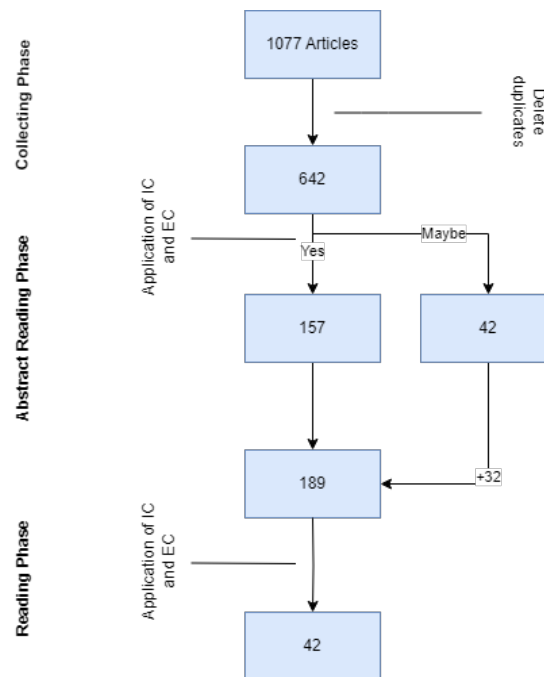 Collecting Phase
1077 Articles
Delete
duplicates
642
Application of IC
and EC
Yes
Maybe
Abstract Reading Phase
157
42
189
+32
Reading Phase
Application of IC
and EC
42